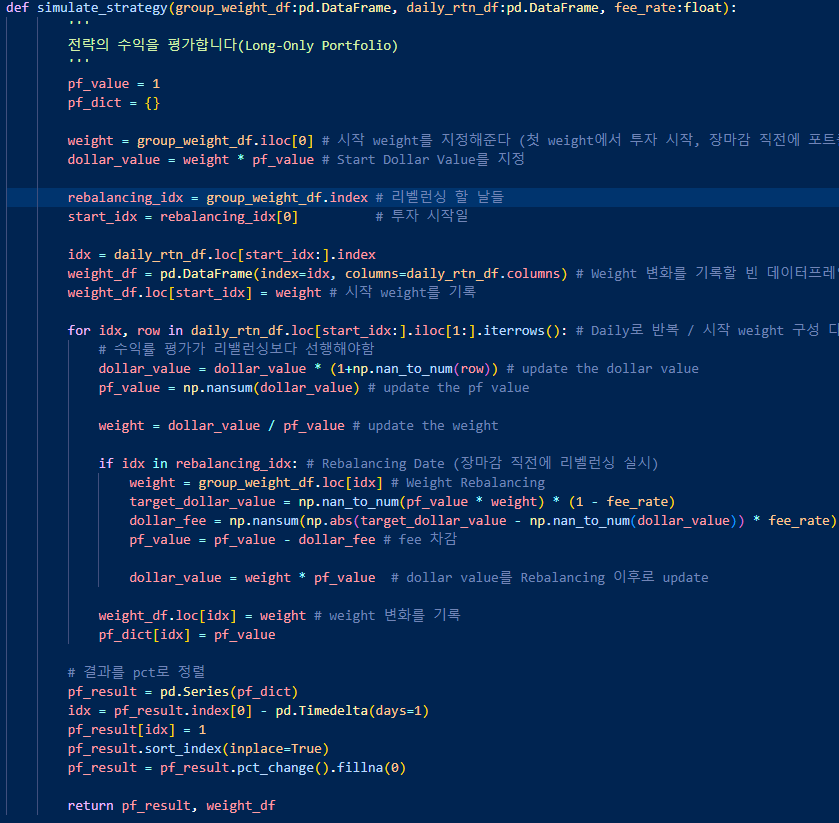 def simulate_strategy(group_weight_df:pd.DataFrame, daily_rtn_df:pd.DataFrame, fee_rate:float):
'''
전략의 수익을 평가합니다(Long-Only Portfolio)
'''
pf_value = 1
pf_dict = {}
weight = group_weight_df.iloc[0] # 시작 weight를 지정해준다 (첫 weight에서 투자 시작, 장마감 직전에
dollar_value = weight * pf_value # Start Dollar Value를 지정
rebalancing_idx = group_weight_df.index # 리벨런싱 할 날들
start_idx = rebalancing_idx[0] # 투자 시작일
idx = daily_rtn_df.loc[start_idx:].index
weight_df = pd.DataFrame(index=idx, columns=daily_rtn_df.columns) # Weight 변화를 기록할 빈
weight_df.loc[start_idx] = weight # 시작 weight를 기록
for idx, row in daily_rtn_df.loc[start_idx:].iloc[1:].iterrows(): # Daily로 반복 / 시작 weight 구성
# 수익률 평가가 리밸런싱보다 선행해야함
dollar_value = dollar_value * (1+np.nan_to_num(row)) # update the dollar value
pf_value = np.nansum(dollar_value) # update the pf value
weight = dollar_value / pf_value # update the weight
if idx in rebalancing_idx: # Rebalancing Date (장마감 직전에 리벨런싱 실시)
weight = group_weight_df.loc[idx] # Weight Rebalancing
target_dollar_value = np.nan_to_num(pf_value * weight) * (1 - fee_rate)
dollar_fee = np.nansum(np.abs(target_dollar_value - np.nan_to_num(dollar_value)) * fee_rate)
pf_value = pf_value - dollar_fee # fee 차감
dollar_value = weight * pf_value # dollar value를 Rebalancing 이후로 update
weight_df.loc[idx] = weight # weight 변화를 기록
pf_dict[idx] = pf_value
# 결과를 pct로 정렬
pf_result = pd.Series(pf_dict)
idx = pf_result.index[0] - pd.Timedelta(days=1)
pf_result[idx] = 1
pf_result.sort_index(inplace=True)
pf_result = pf_result.pct_change().fillna(0)
return pf_result, weight_df